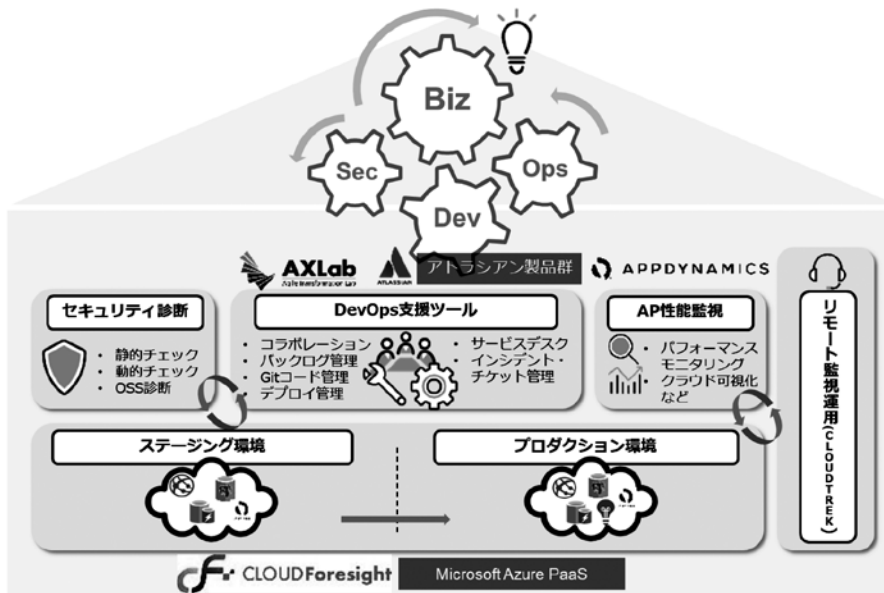 Biz
Sec
Ops
Dev
AXLab
Agile Transformation Lab
ATLASSIAN
アトラシアン製品群
APPDYNAMICS
セキュリティ診断
・ 静的チェック
・ 動的チェック
・ OSS診断
DevOps支援ツール
・ コラボレーション
・ バックログ管理
・ Gitコード管理
・ デプロイ管理
・ サービスデスク
・ インシデント・
チケット管理
AP性能監視
・ パフォーマンス
モニタリング
・ クラウド可視化
など
リモート監視運用(CLOUDTREK)
ステージング環境
プロダクション環境
CLOUDForesight
Microsoft Azure PaaS